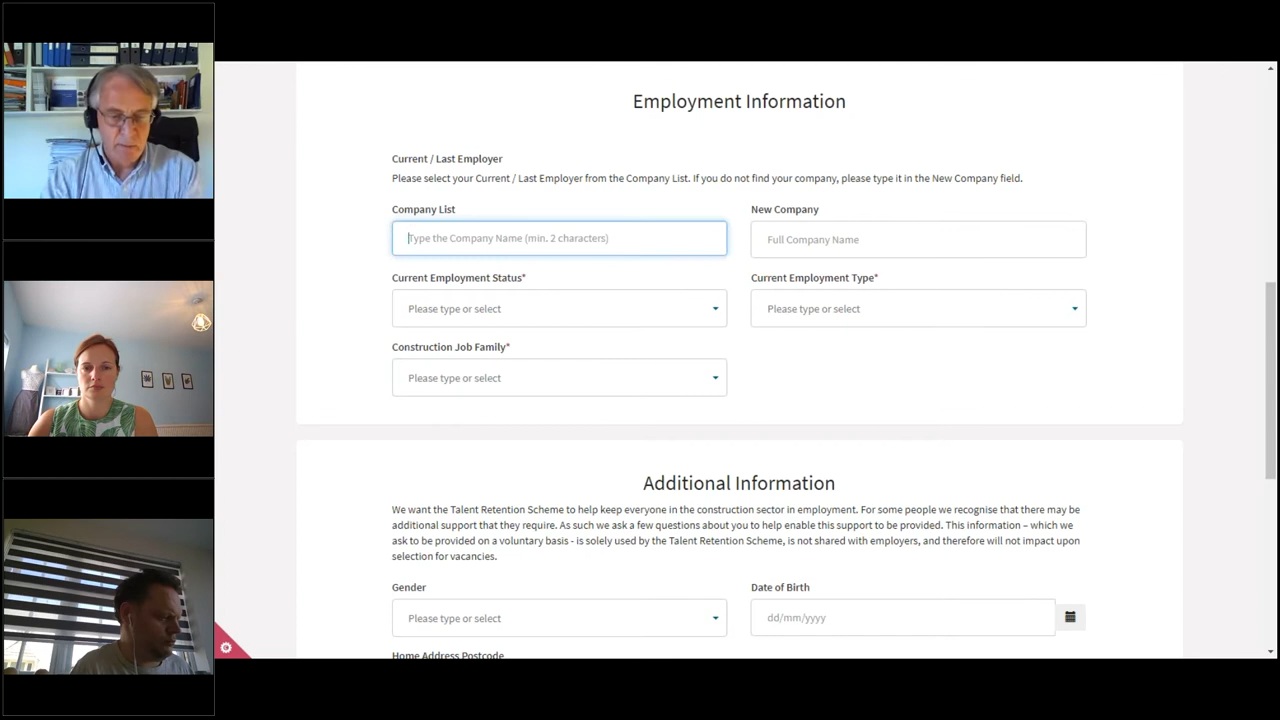 Employment Information
Current / Last Employer
Please select your Current / Last Employer from the Company List. If you do not find your company, please type it in the New Company field.
Company List
New Company
Type the Company Name (min. 2 characters)
Full Company Name
Current Employment Status*
Current Employment Type*
Please type or select
Please type or select
Construction Job Family*
Please type or select
Additional Information
We want the Talent Retention Scheme to help keep everyone in the construction sector in employment. For some people we recognise that there may be
additional support that they require. As such we ask a few questions about you to help enable this support to be provided. This information – which we
ask to be provided on a voluntary basis - is solely used by the Talent Retention Scheme, is not shared with employers, and therefore will not impact upon
selection for vacancies.
Gender
Date of Birth
Please type or select
dd/mm/yyyy
Home Address Postcode